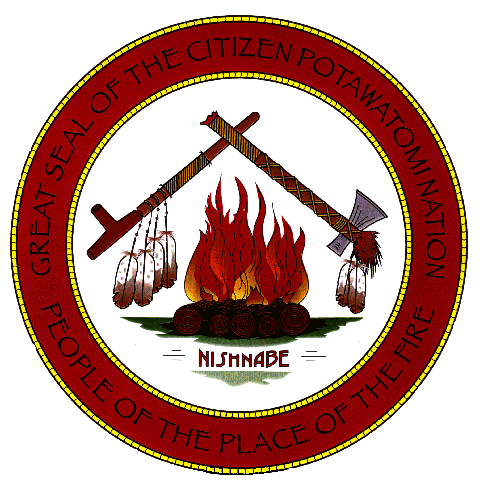 GREAT SEAL OF THE CITIZEN POTAWATOMI NATION
NISHNABE
PEOPLE OF THE PLACE OF THE FIRE